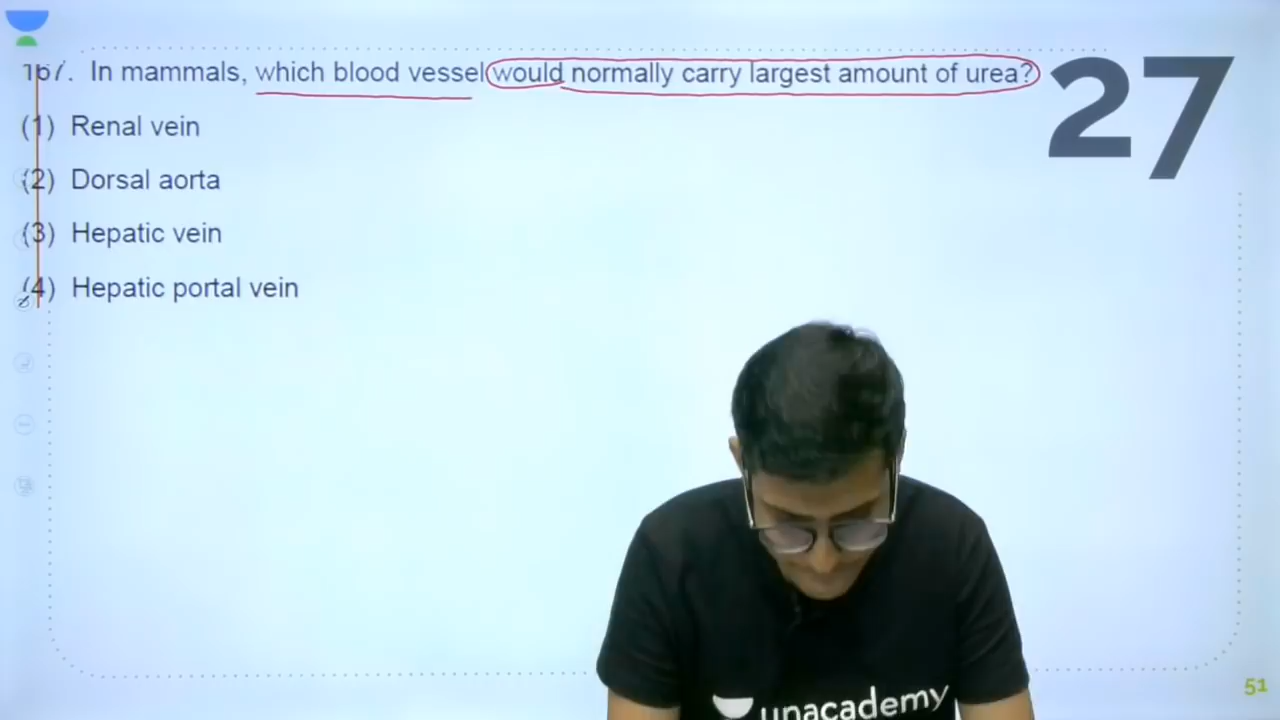 167. In mammals, which blood vessel would normally carry largest amount of urea?
27
(1) Renal vein
(2) Dorsal aorta
(3) Hepatic vein
(4) Hepatic portal vein
unacademy
51